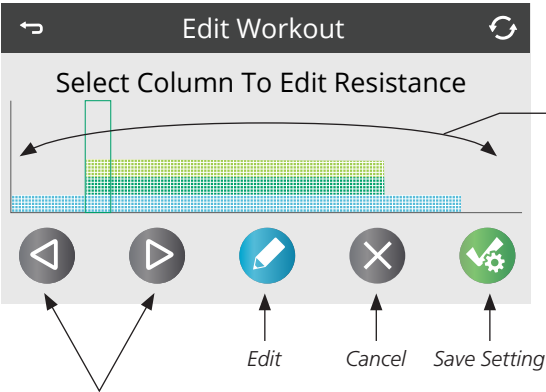 Edit Workout
Select Column To Edit Resistance
Edit
Cancel
Save Setting